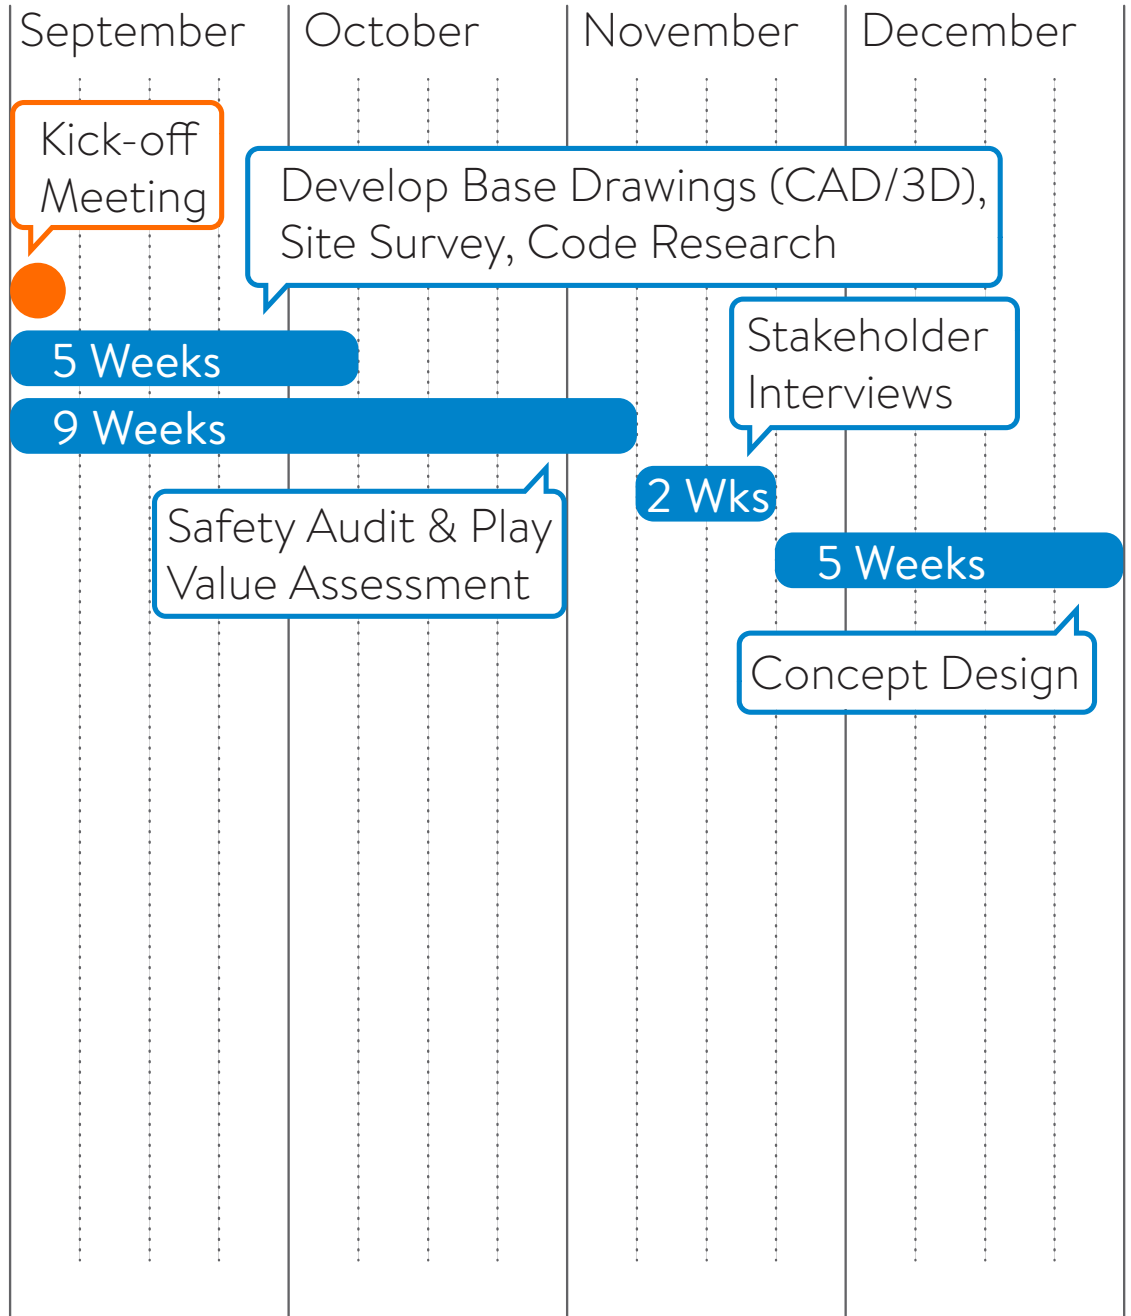 September
October
November
December
Kick-off
Meeting
Develop Base Drawings (CAD/3D),
Site Survey, Code Research
5 Weeks
Stakeholder
Interviews
9 Weeks
2 Wks
Safety Audit & Play
Value Assessment
5 Weeks
Concept Design